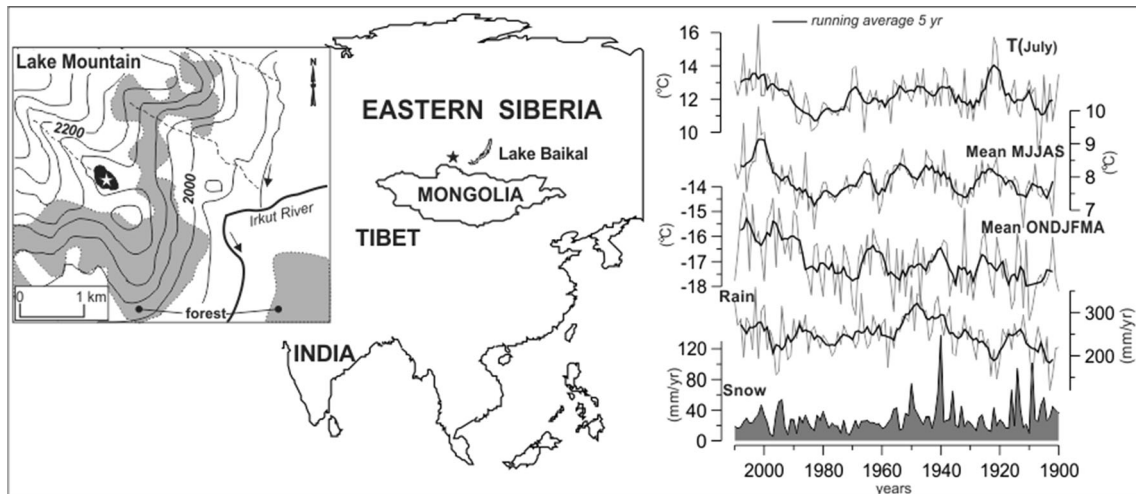 Lake Mountain
N
2200
2000
Irkut River
0 1 km
forest
EASTERN SIBERIA
Lake Baikal
MONGOLIA
TIBET
INDIA
running average 5 yr
T(July)
16
14
12
10
(°C)
10
9
8
7
(°C)
Mean MJJAS
-14
-15
-16
-17
-18
(°C)
Mean ONDJFMA
Rain
300
200
(mm/yr)
120
80
40
0
(mm/yr)
Snow
2000 1980 1960 1940 1920 1900
years